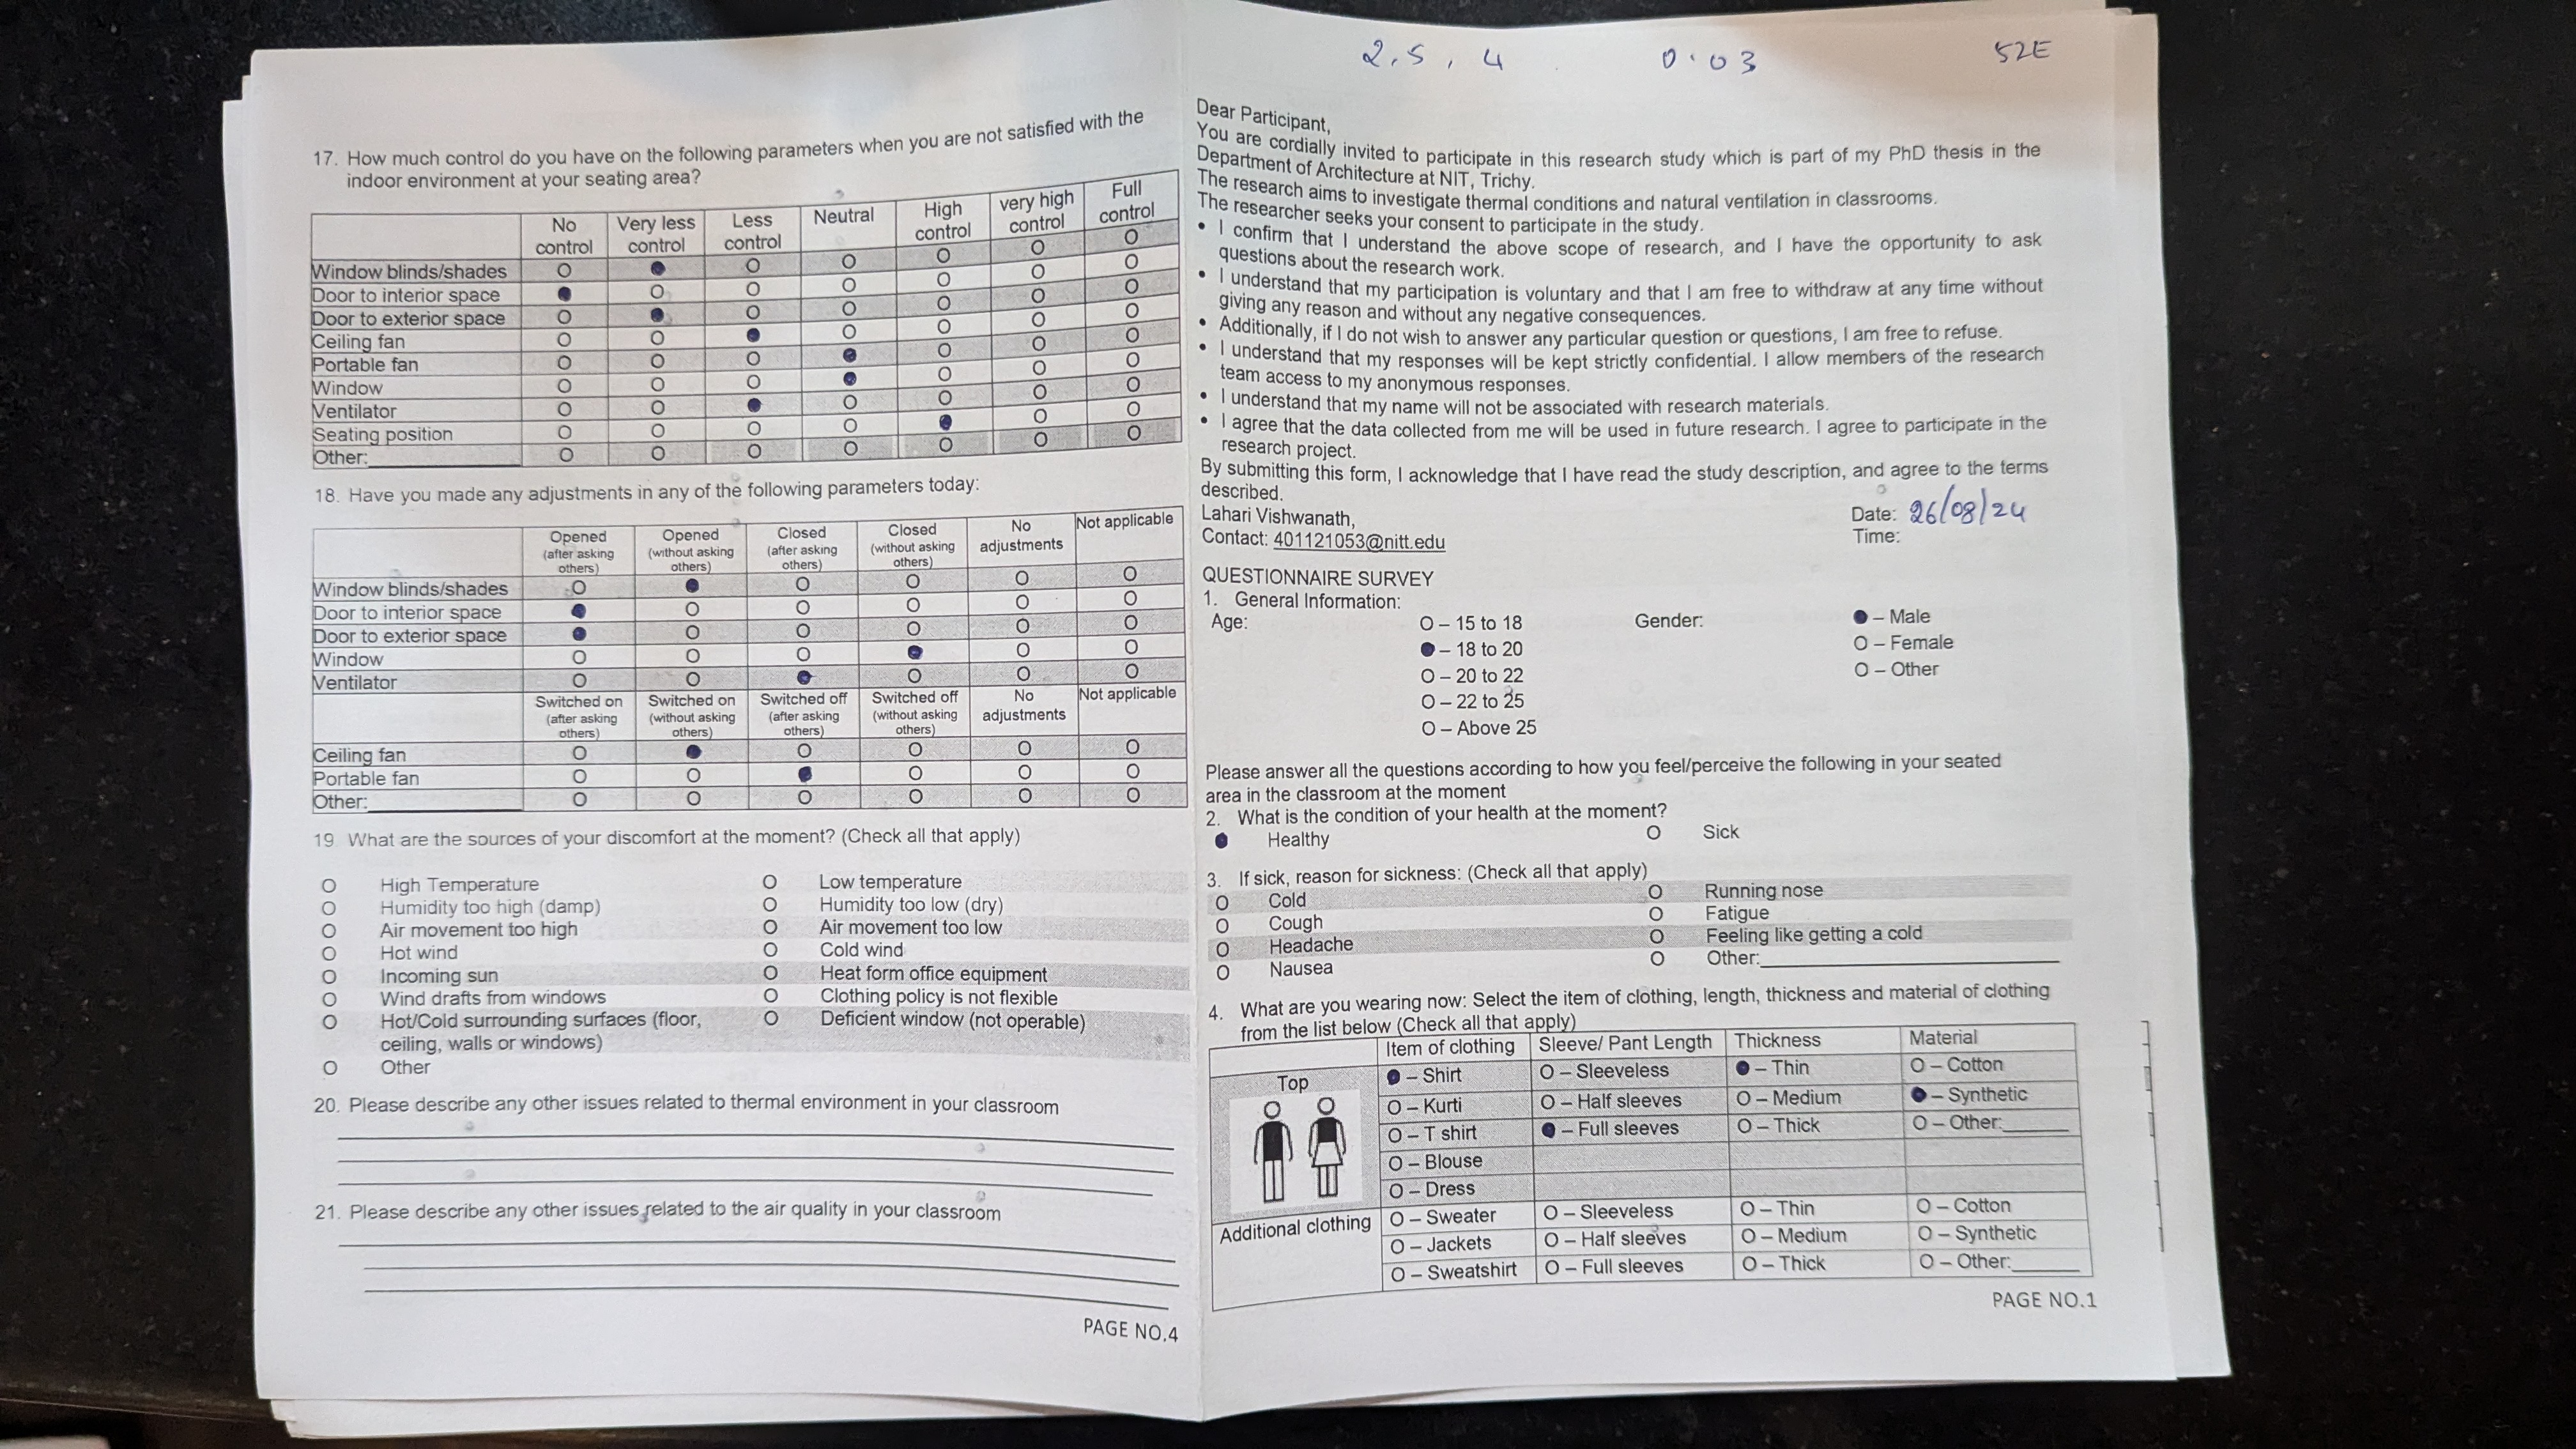 17. How much control do you have on the following parameters when you are not satisfied with the
indoor environment at your seating area?
No control Very less control Less control Neutral High control very high control Full control
Window blinds/shades O ● O O O O O
Door to interior space ● O O O O O O
Door to exterior space O ● O O O O O
Ceiling fan O O ● O O O O
Portable fan O O O ● O O O
Window O O O ● O O O
Ventilator O O ● O O O O
Seating position O O O O ● O O
Other:__________ O O O O O O O
18. Have you made any adjustments in any of the following parameters today:
Opened (after asking others) Opened (without asking others) Closed (after asking others) Closed (without asking others) No adjustments Not applicable
Window blinds/shades O ● O O O O
Door to interior space ● O O O O O
Door to exterior space ● O O O O O
Window O O O ● O O
Ventilator O O ● O O O
Switched on (after asking others) Switched on (without asking others) Switched off (after asking others) Switched off (without asking others) No adjustments Not applicable
Ceiling fan O ● O O O O
Portable fan O O ● O O O
Other:__________ O O O O O O
19. What are the sources of your discomfort at the moment? (Check all that apply)
O High Temperature O Low temperature
O Humidity too high (damp) O Humidity too low (dry)
O Air movement too high O Air movement too low
O Hot wind O Cold wind
O Incoming sun O Heat form office equipment
O Wind drafts from windows O Clothing policy is not flexible
O Hot/Cold surrounding surfaces (floor, O Deficient window (not operable)
ceiling, walls or windows)
O Other
20. Please describe any other issues related to thermal environment in your classroom
21. Please describe any other issues related to the air quality in your classroom
PAGE NO.4
2.5, 4 0.03 52E
Dear Participant,
You are cordially invited to participate in this research study which is part of my PhD thesis in the
Department of Architecture at NIT, Trichy.
The research aims to investigate thermal conditions and natural ventilation in classrooms.
The researcher seeks your consent to participate in the study.
• I confirm that I understand the above scope of research, and I have the opportunity to ask
questions about the research work.
• I understand that my participation is voluntary and that I am free to withdraw at any time without
giving any reason and without any negative consequences.
• Additionally, if I do not wish to answer any particular question or questions, I am free to refuse.
• I understand that my responses will be kept strictly confidential. I allow members of the research
team access to my anonymous responses.
• I understand that my name will not be associated with research materials.
• I agree that the data collected from me will be used in future research. I agree to participate in the
research project.
By submitting this form, I acknowledge that I have read the study description, and agree to the terms
described.
Lahari Vishwanath, Date: 26/08/24
Contact: 401121053@nitt.edu Time:
QUESTIONNAIRE SURVEY
1. General Information:
Age: O – 15 to 18 Gender: ● – Male
● – 18 to 20 O – Female
O – 20 to 22 O – Other
O – 22 to 25
O – Above 25
Please answer all the questions according to how you feel/perceive the following in your seated
area in the classroom at the moment
2. What is the condition of your health at the moment?
● Healthy O Sick
3. If sick, reason for sickness: (Check all that apply)
O Cold O Running nose
O Cough O Fatigue
O Headache O Feeling like getting a cold
O Nausea O Other:__________
4. What are you wearing now: Select the item of clothing, length, thickness and material of clothing
from the list below (Check all that apply)
Item of clothing Sleeve/ Pant Length Thickness Material
Top ● – Shirt O – Sleeveless ● – Thin O – Cotton
O – Kurti O – Half sleeves O – Medium ● – Synthetic
O – T shirt ● – Full sleeves O – Thick O – Other:______
O – Blouse
O – Dress
Additional clothing O – Sweater O – Sleeveless O – Thin O – Cotton
O – Jackets O – Half sleeves O – Medium O – Synthetic
O – Sweatshirt O – Full sleeves O – Thick O – Other:______
PAGE NO.1